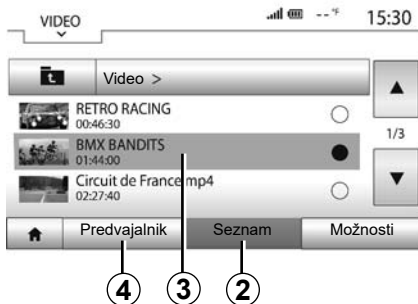 VIDEO --°F 15:30
Video >
RETRO RACING
00:46:30
BMX BANDITS
01:44:00
1/3
Circuit de France.mp4
02:27:40
Predvajalnik Seznam Možnosti
4 3 2